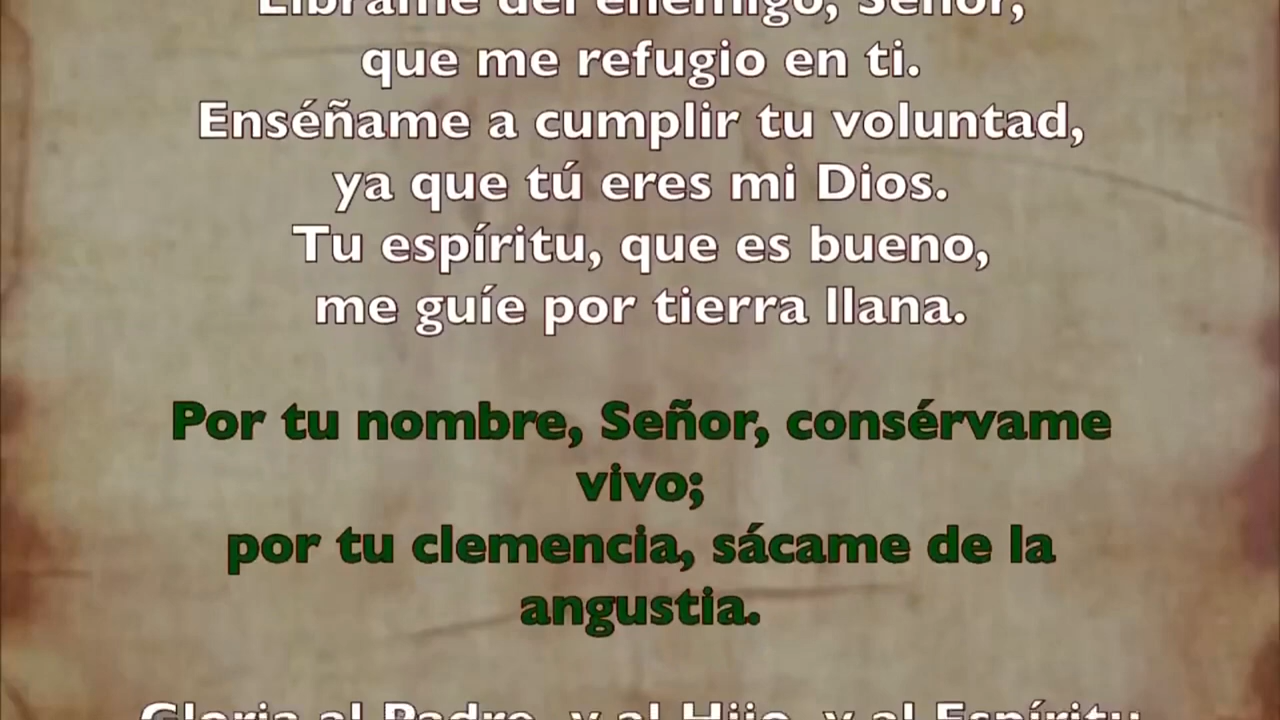 Líbrame del enemigo, Señor,
que me refugio en ti.
Enséñame a cumplir tu voluntad,
ya que tú eres mi Dios.
Tu espíritu, que es bueno,
me guíe por tierra llana.
Por tu nombre, Señor, consérvame
vivo;
por tu clemencia, sácame de la
angustia.
Gloria al Padre, y al Hijo, y al Espíritu